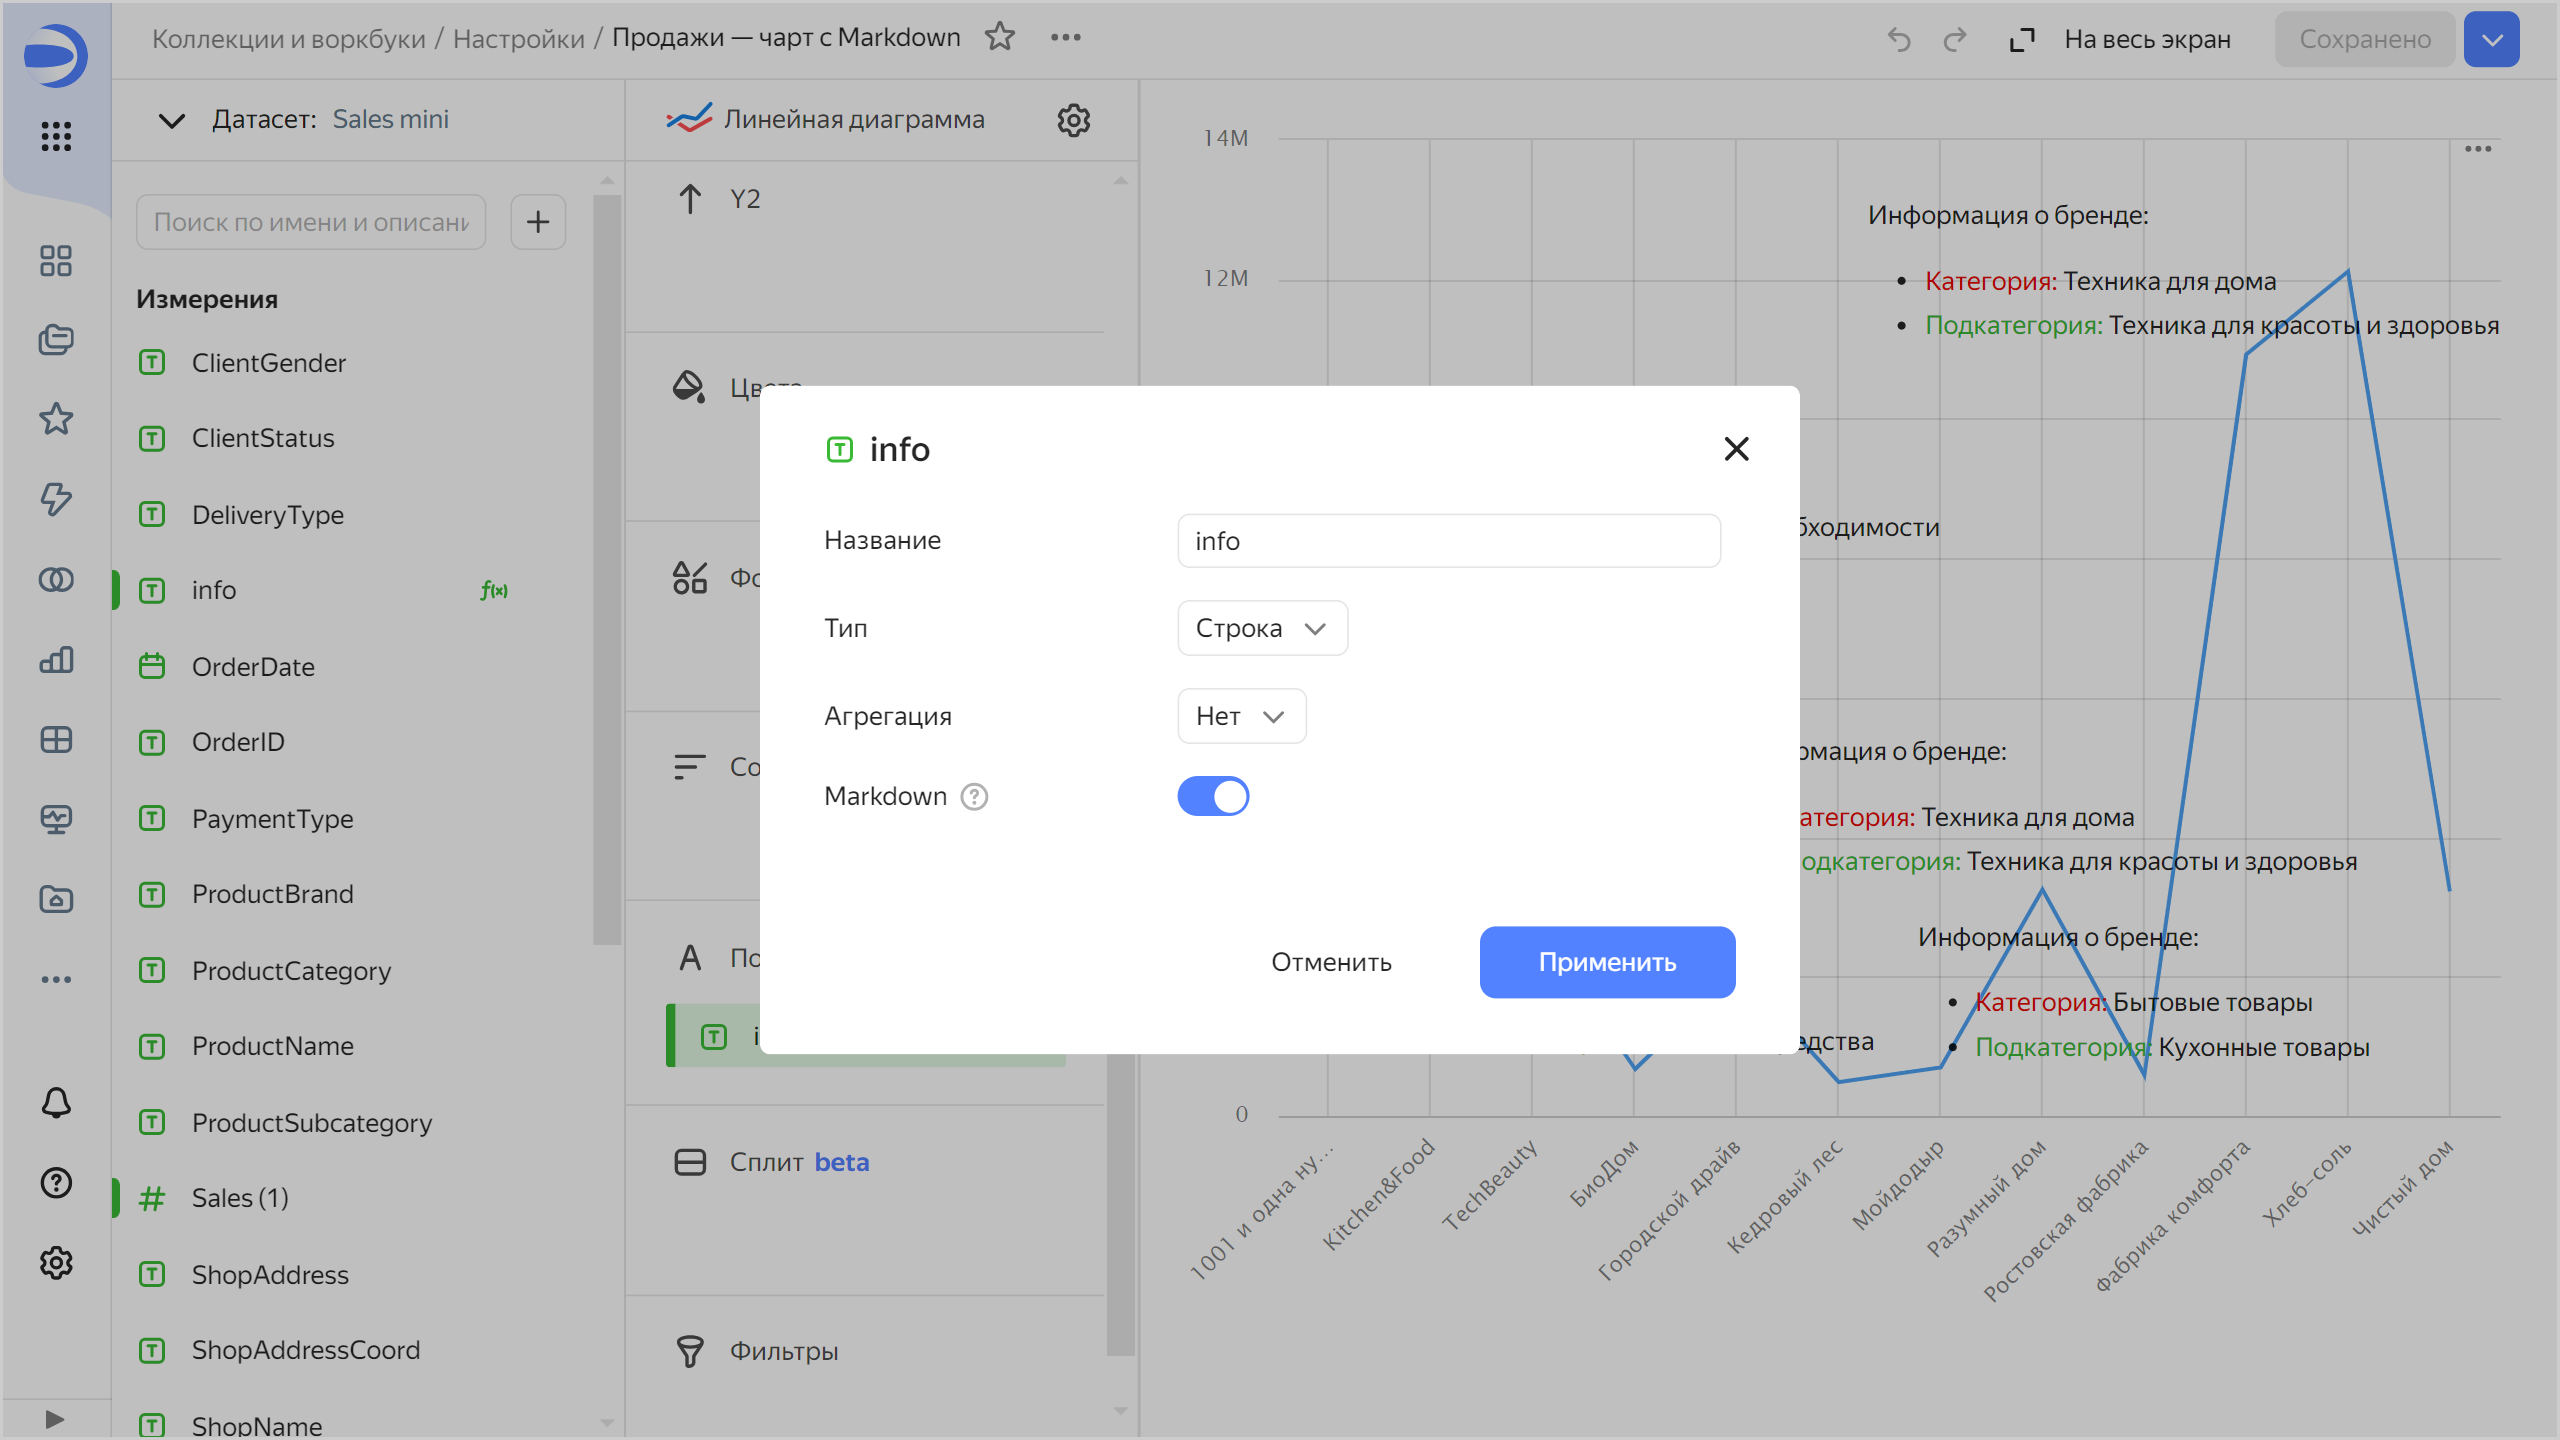 Коллекции и воркбуки / Настройки / Продажи — чарт с Markdown
На весь экран
Сохранено
Датасет: Sales mini
Поиск по имени и описани
Измерения
ClientGender
ClientStatus
DeliveryType
info
f(x)
OrderDate
OrderID
PaymentType
ProductBrand
ProductCategory
ProductName
ProductSubcategory
Sales (1)
ShopAddress
ShopAddressCoord
ShopName
Линейная диаграмма
Y2
Цвета
Сплит beta
Фильтры
info
Название
info
Тип
Строка
Агрегация
Нет
Markdown
Отменить
Применить
14M
12M
0
Информация о бренде:
Категория: Техника для дома
Подкатегория: Техника для красоты и здоровья
бходимости
рмация о бренде:
атегория: Техника для дома
одкатегория: Техника для красоты и здоровья
Информация о бренде:
Категория: Бытовые товары
едства
Подкатегория: Кухонные товары
1001 и одна ну...
Kitchen&Food
TechBeauty
БиоДом
Городской драйв
Кедровый лес
Мойдодыр
Разумный дом
Ростовская фабрика
Фабрика комфорта
Хлеб-соль
Чистый дом